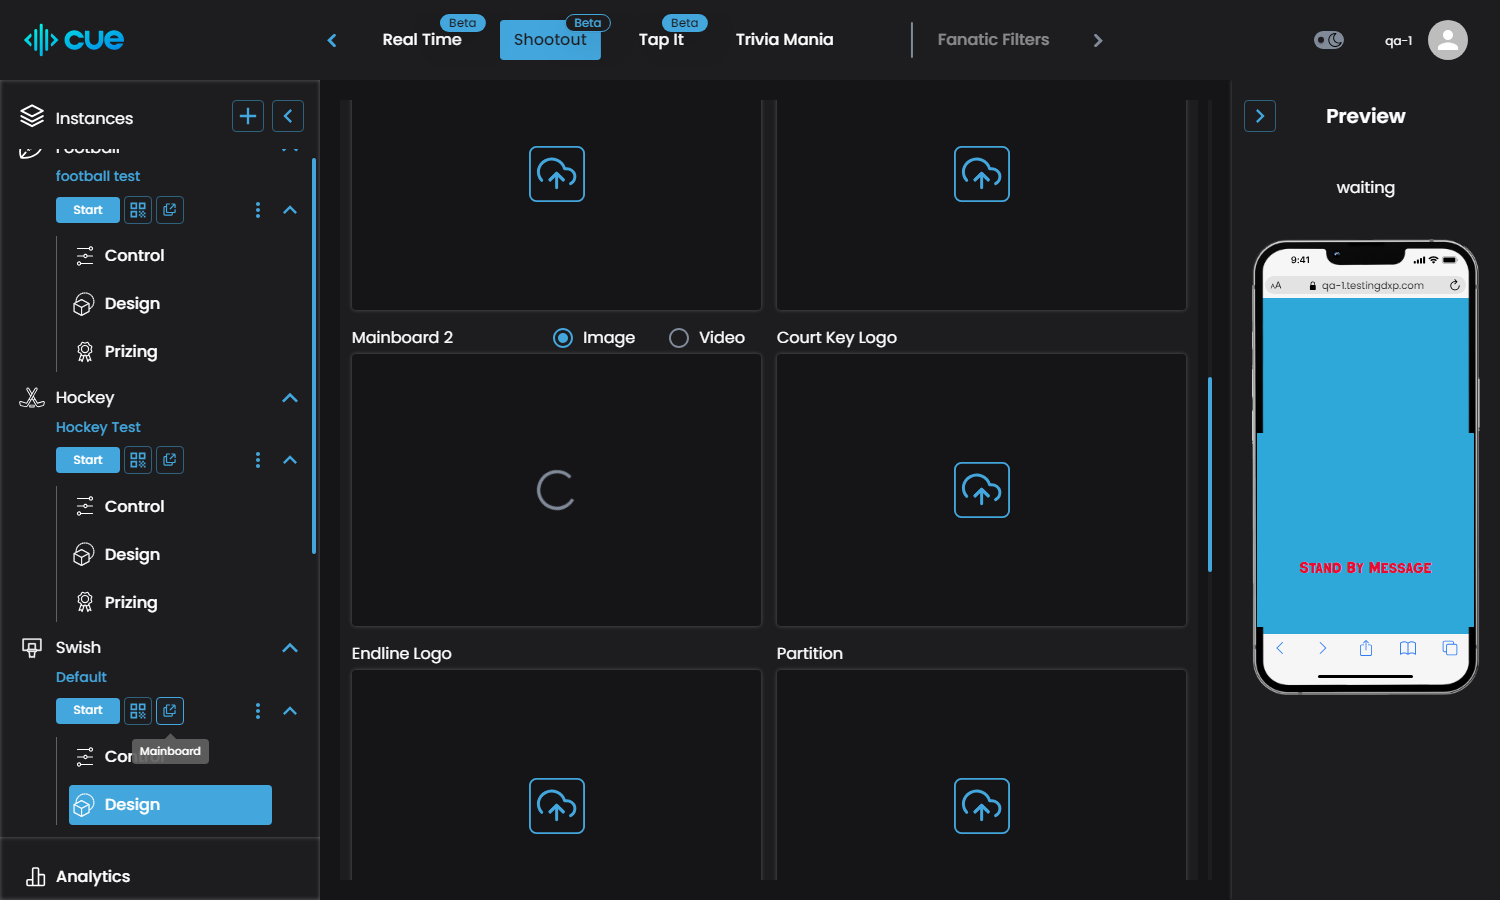 cue
Real Time
Beta
Shootout
Beta
Tap It
Beta
Trivia Mania
Fanatic Filters
qa-1
Instances
Football
football test
Start
Control
Design
Prizing
Hockey
Hockey Test
Start
Control
Design
Prizing
Swish
Default
Start
Mainboard
Control
Design
Analytics
Mainboard 2
Image
Video
Court Key Logo
Endline Logo
Partition
Preview
waiting
9:41
AA
qa-1.testingdxp.com
Stand By Message